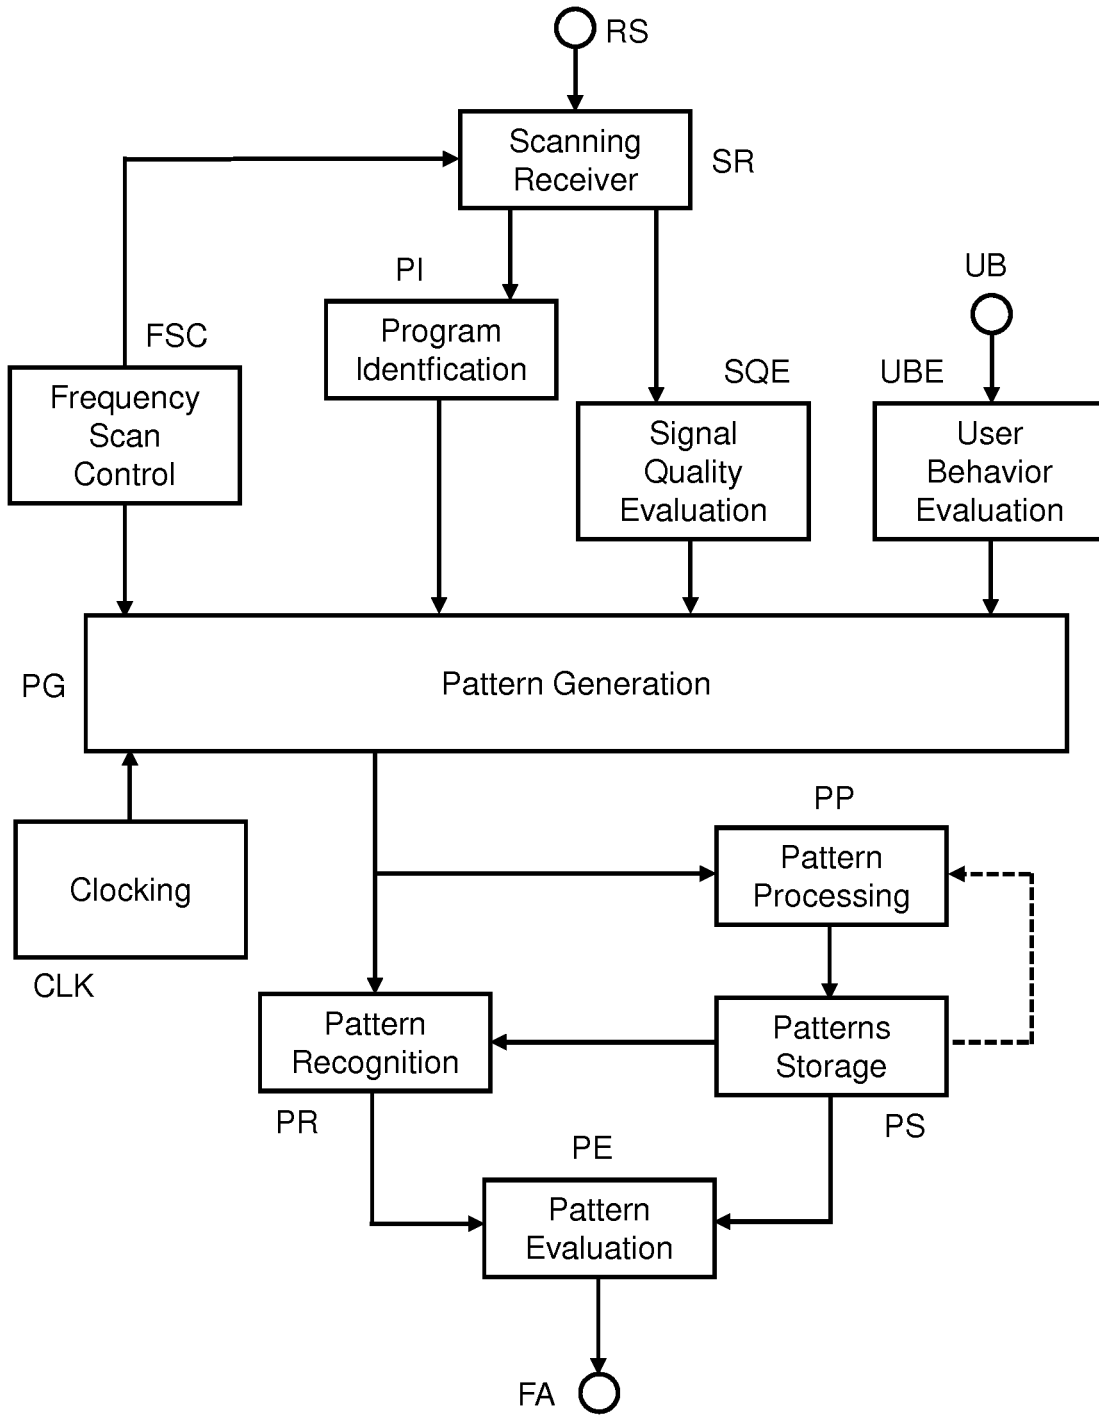 RS
Scanning
Receiver
SR
PI
UB
Program
Identfication
FSC
SQE
UBE
Frequency
Scan
Control
Signal
Quality
Evaluation
User
Behavior
Evaluation
PG
Pattern Generation
PP
Pattern
Processing
Clocking
CLK
Pattern
Recognition
Patterns
Storage
PR
PS
PE
Pattern
Evaluation
FA